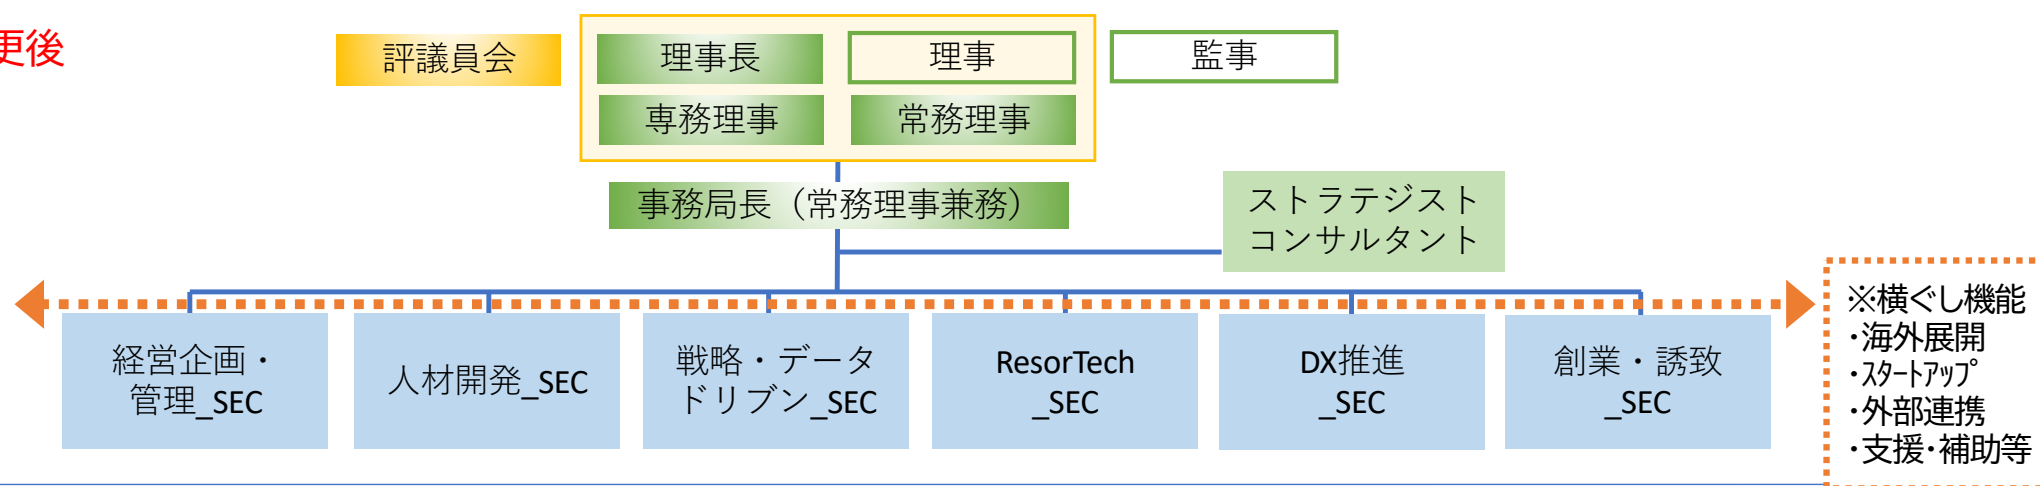 更後
評議員会
理事長
理事
監事
専務理事
常務理事
事務局長（常務理事兼務）
ストラテジスト
コンサルタント
経営企画・
管理_SEC
人材開発_SEC
戦略・データ
ドリブン_SEC
ResorTech
_SEC
DX推進
_SEC
創業・誘致
_SEC
※横ぐし機能
・海外展開
・ｽﾀｰﾄｱｯﾌﾟ
・外部連携
・支援・補助等